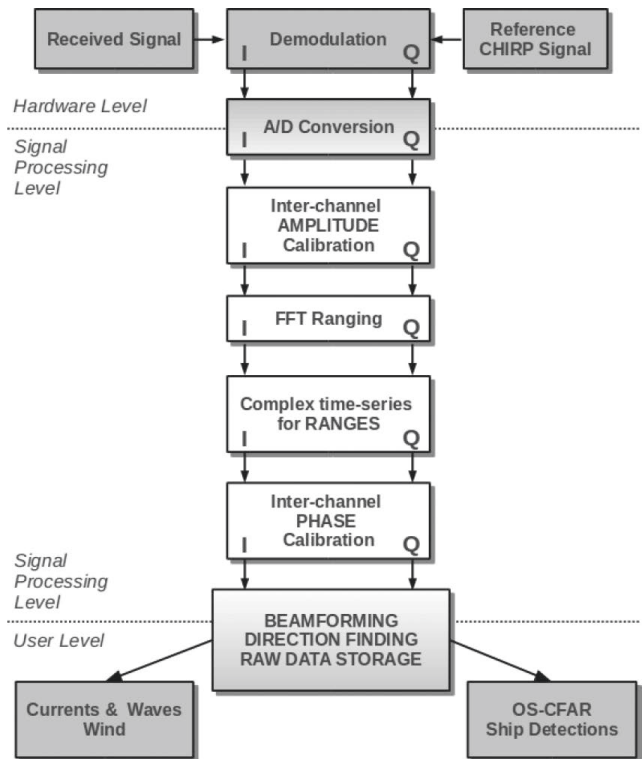 Received Signal
Demodulation
I Q
Reference
CHIRP Signal
Hardware Level
A/D Conversion
I Q
Signal
Processing
Level
Inter-channel
AMPLITUDE
Calibration
I Q
FFT Ranging
I Q
Complex time-series
for RANGES
I Q
Inter-channel
PHASE
Calibration
I Q
Signal
Processing
Level
User Level
BEAMFORMING
DIRECTION FINDING
RAW DATA STORAGE
Currents & Waves
Wind
OS-CFAR
Ship Detections